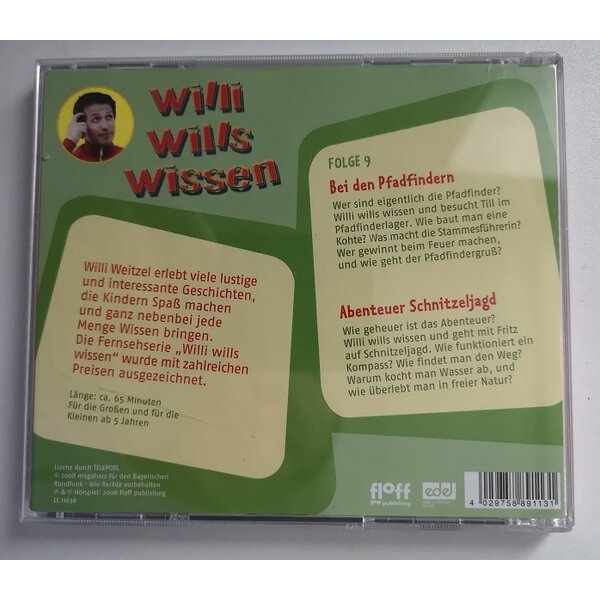 Willi
Wills
Wissen
Willi Weitzel erlebt viele lustige
und interessante Geschichten,
die Kindern Spaß machen
und ganz nebenbei jede
Menge Wissen bringen.
Die Fernsehserie „Willi wills
wissen“ wurde mit zahlreichen
Preisen ausgezeichnet.
Länge: ca. 65 Minuten
Für die Großen und für die
Kleinen ab 5 Jahren
Lizenz durch TELEPOOL
© 2008 megaherz für den Bayerischen
Rundfunk · Alle Rechte vorbehalten
℗ & © Hörspiel: 2008 floff publishing
LC 11638
FOLGE 9
Bei den Pfadfindern
Wer sind eigentlich die Pfadfinder?
Willi wills wissen und besucht Till im
Pfadfinderlager. Wie baut man eine
Kohte? Was macht die Stammesführerin?
Wer gewinnt beim Feuer machen,
und wie geht der Pfadfindergruß?
Abenteuer Schnitzeljagd
Wie geheuer ist das Abenteuer?
Willi wills wissen und geht mit Fritz
auf Schnitzeljagd. Wie funktioniert ein
Kompass? Wie findet man den Weg?
Warum kocht man Wasser ab, und
wie überlebt man in freier Natur?
floff
floff publishing
edel
4 029758 891131